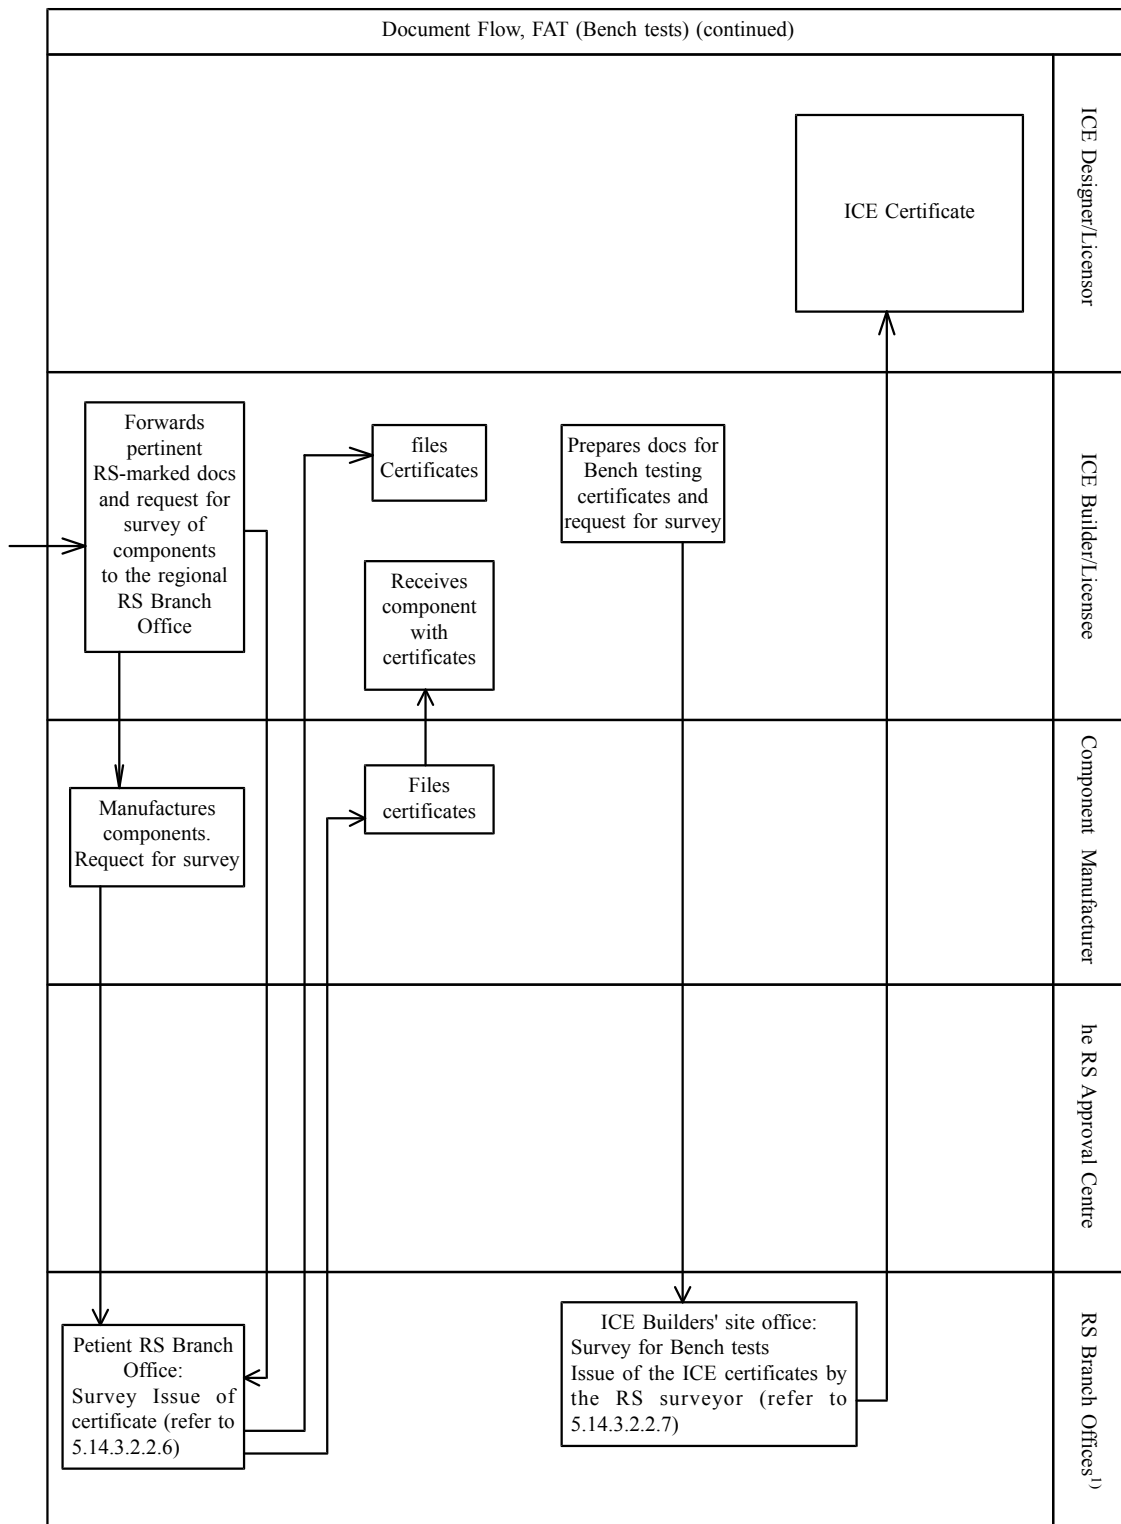 Document Flow, FAT (Bench tests) (continued)
ICE Certificate
ICE Designer/Licensor
Forwards
pertinent
RS-marked docs
and request for
survey of
components
to the regional
RS Branch
Office
files
Certificates
Prepares docs for
Bench testing
certificates and
request for survey
Receives
component
with
certificates
ICE Builder/Licensee
Manufactures
components.
Requect for survey
Files
certificates
Component Manufacturer
he RS Approval Centre
Petient RS Branch
Office:
Survey Issue of
certificate (refer to
5.14.3.2.2.6)
ICE Builders' site office:
Survey for Bench tests
Issue of the ICE certificates by
the RS surveyor (refer to
5.14.3.2.2.7)
RS Branch Offices1)